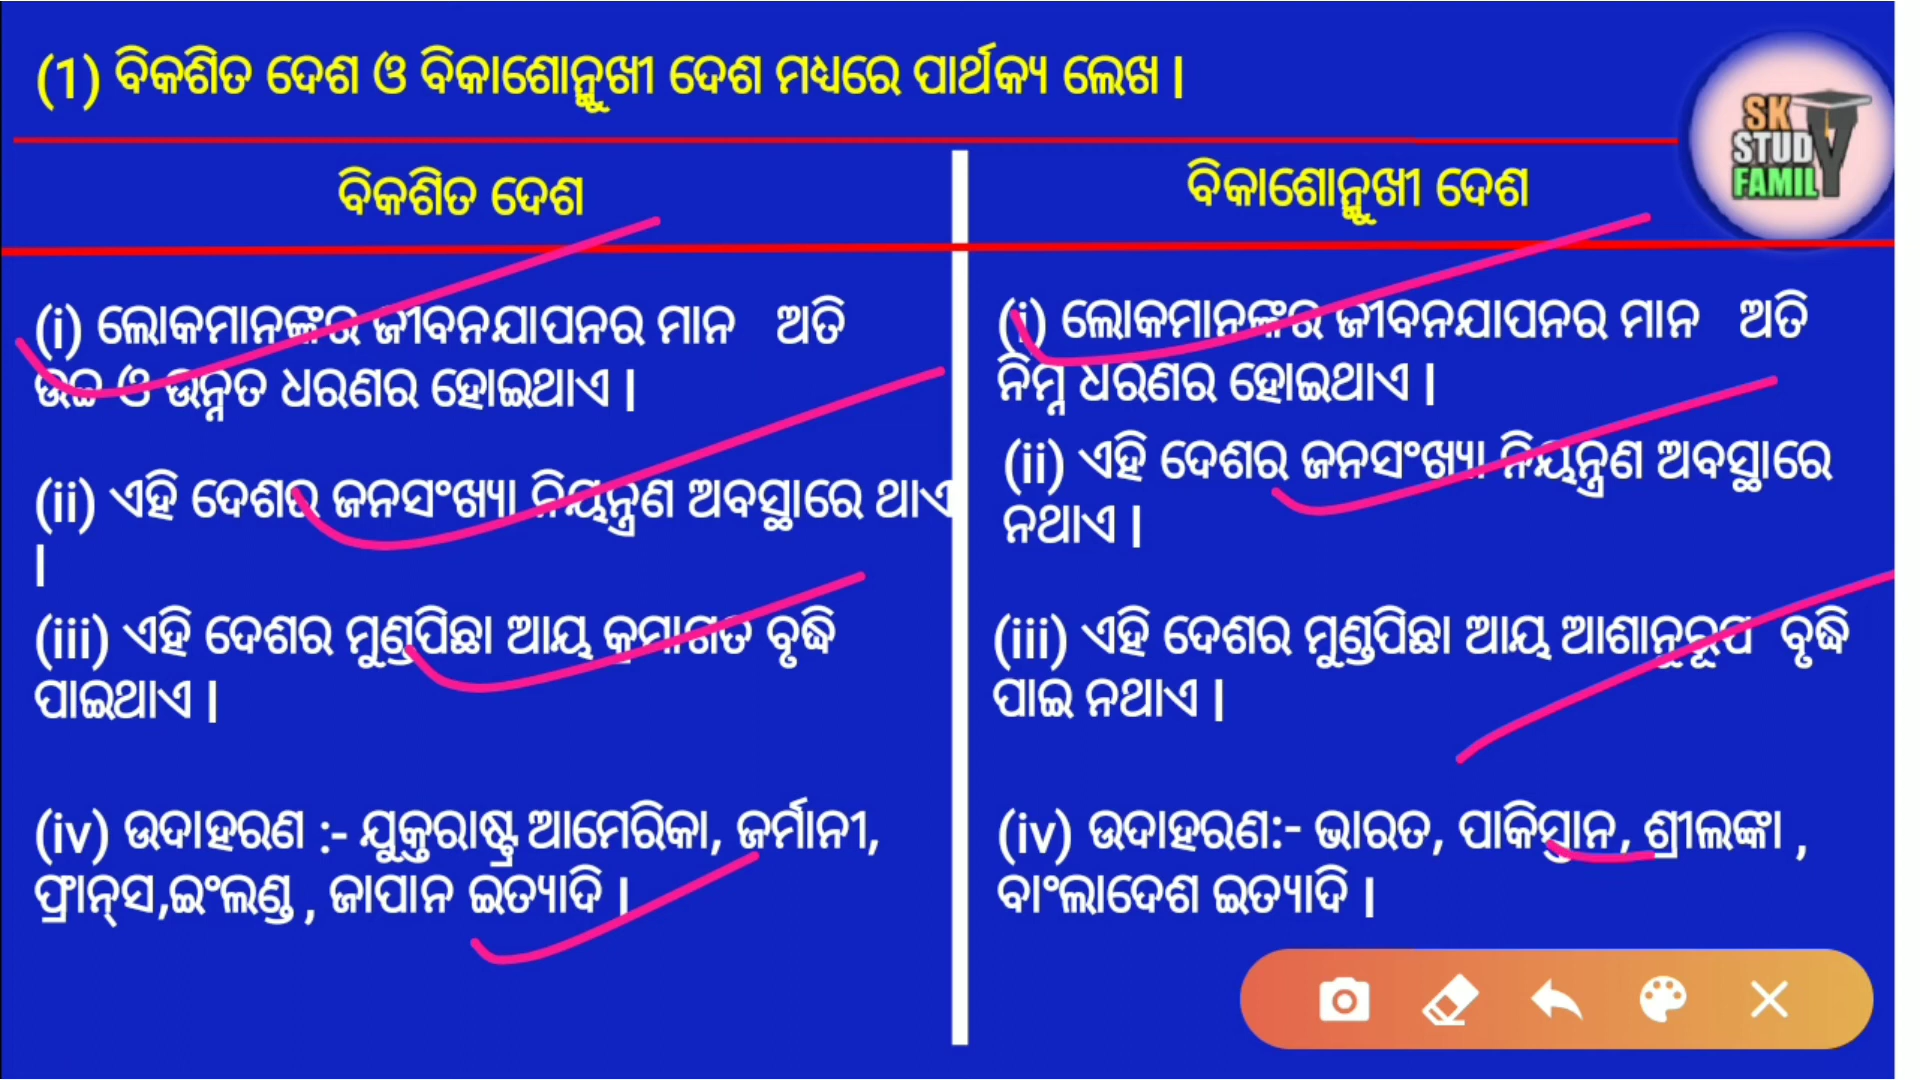 (1) ବିକଶିତ ଦେଶ ଓ ବିକାଶୋନ୍ମୁଖୀ ଦେଶ ମଧ୍ୟରେ ପାର୍ଥକ୍ୟ ଲେଖ |
SK
STUDY
FAMILY
ବିକଶିତ ଦେଶ
(i) ଲୋକମାନଙ୍କର ଜୀବନଯାପନର ମାନ ଅତି
ଉଚ୍ଚ ଓ ଉନ୍ନତ ଧରଣର ହୋଇଥାଏ |
(ii) ଏହି ଦେଶର ଜନସଂଖ୍ୟା ନିୟନ୍ତ୍ରଣ ଅବସ୍ଥାରେ ଥାଏ
|
(iii) ଏହି ଦେଶର ମୁଣ୍ଡପିଛା ଆୟ କ୍ରମାଗତ ବୃଦ୍ଧି
ପାଇଥାଏ |
(iv) ଉଦାହରଣ :- ଯୁକ୍ତରାଷ୍ଟ୍ର ଆମେରିକା, ଜର୍ମାନୀ,
ଫ୍ରାନ୍ସ,ଇଂଲଣ୍ଡ , ଜାପାନ ଇତ୍ୟାଦି |
ବିକାଶୋନ୍ମୁଖୀ ଦେଶ
(i) ଲୋକମାନଙ୍କର ଜୀବନଯାପନର ମାନ ଅତି
ନିମ୍ନ ଧରଣର ହୋଇଥାଏ |
(ii) ଏହି ଦେଶର ଜନସଂଖ୍ୟା ନିୟନ୍ତ୍ରଣ ଅବସ୍ଥାରେ
ନଥାଏ |
(iii) ଏହି ଦେଶର ମୁଣ୍ଡପିଛା ଆୟ ଆଶାନୁରୂପ ବୃଦ୍ଧି
ପାଇ ନଥାଏ |
(iv) ଉଦାହରଣ:- ଭାରତ, ପାକିସ୍ତାନ, ଶ୍ରୀଲଙ୍କା ,
ବାଂଲାଦେଶ ଇତ୍ୟାଦି |